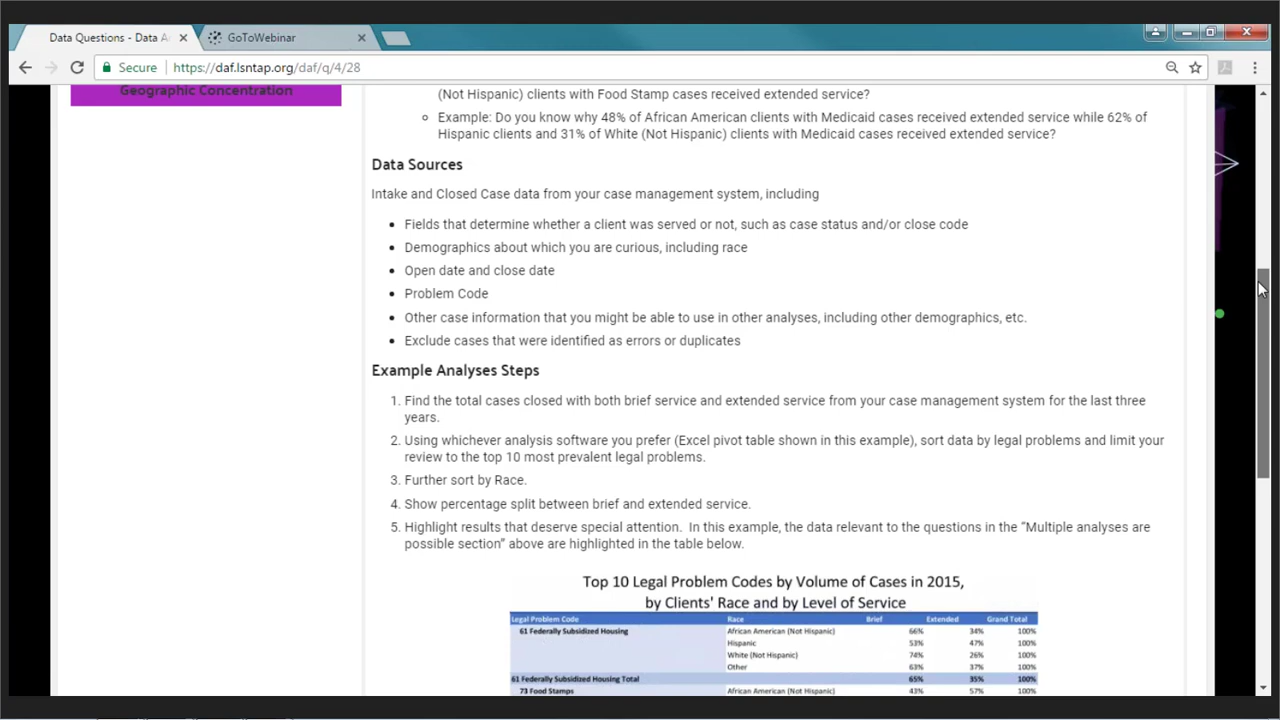 Data Questions - Data A
GoToWebinar
Secure
https://daf.lsntap.org/daf/q/4/28
Geographic Concentration
(Not Hispanic) clients with Food Stamp cases received extended service?
Example: Do you know why 48% of African American clients with Medicaid cases received extended service while 62% of
Hispanic clients and 31% of White (Not Hispanic) clients with Medicaid cases received extended service?
Data Sources
Intake and Closed Case data from your case management system, including
Fields that determine whether a client was served or not, such as case status and/or close code
Demographics about which you are curious, including race
Open date and close date
Problem Code
Other case information that you might be able to use in other analyses, including other demographics, etc.
Exclude cases that were identified as errors or duplicates
Example Analyses Steps
1. Find the total cases closed with both brief service and extended service from your case management system for the last three
years.
2. Using whichever analysis software you prefer (Excel pivot table shown in this example), sort data by legal problems and limit your
review to the top 10 most prevalent legal problems.
3. Further sort by Race.
4. Show percentage split between brief and extended service.
5. Highlight results that deserve special attention. In this example, the data relevant to the questions in the “Multiple analyses are
possible section” above are highlighted in the table below.
Top 10 Legal Problem Codes by Volume of Cases in 2015,
by Clients' Race and by Level of Service
Legal Problem Code Race Brief Extended Grand Total
61 Federally Subsidized Housing African American (Not Hispanic) 66% 34% 100%
Hispanic 53% 47% 100%
White (Not Hispanic) 74% 26% 100%
Other 63% 37% 100%
61 Federally Subsidized Housing Total 65% 35% 100%
73 Food Stamps African American (Not Hispanic) 43% 57% 100%